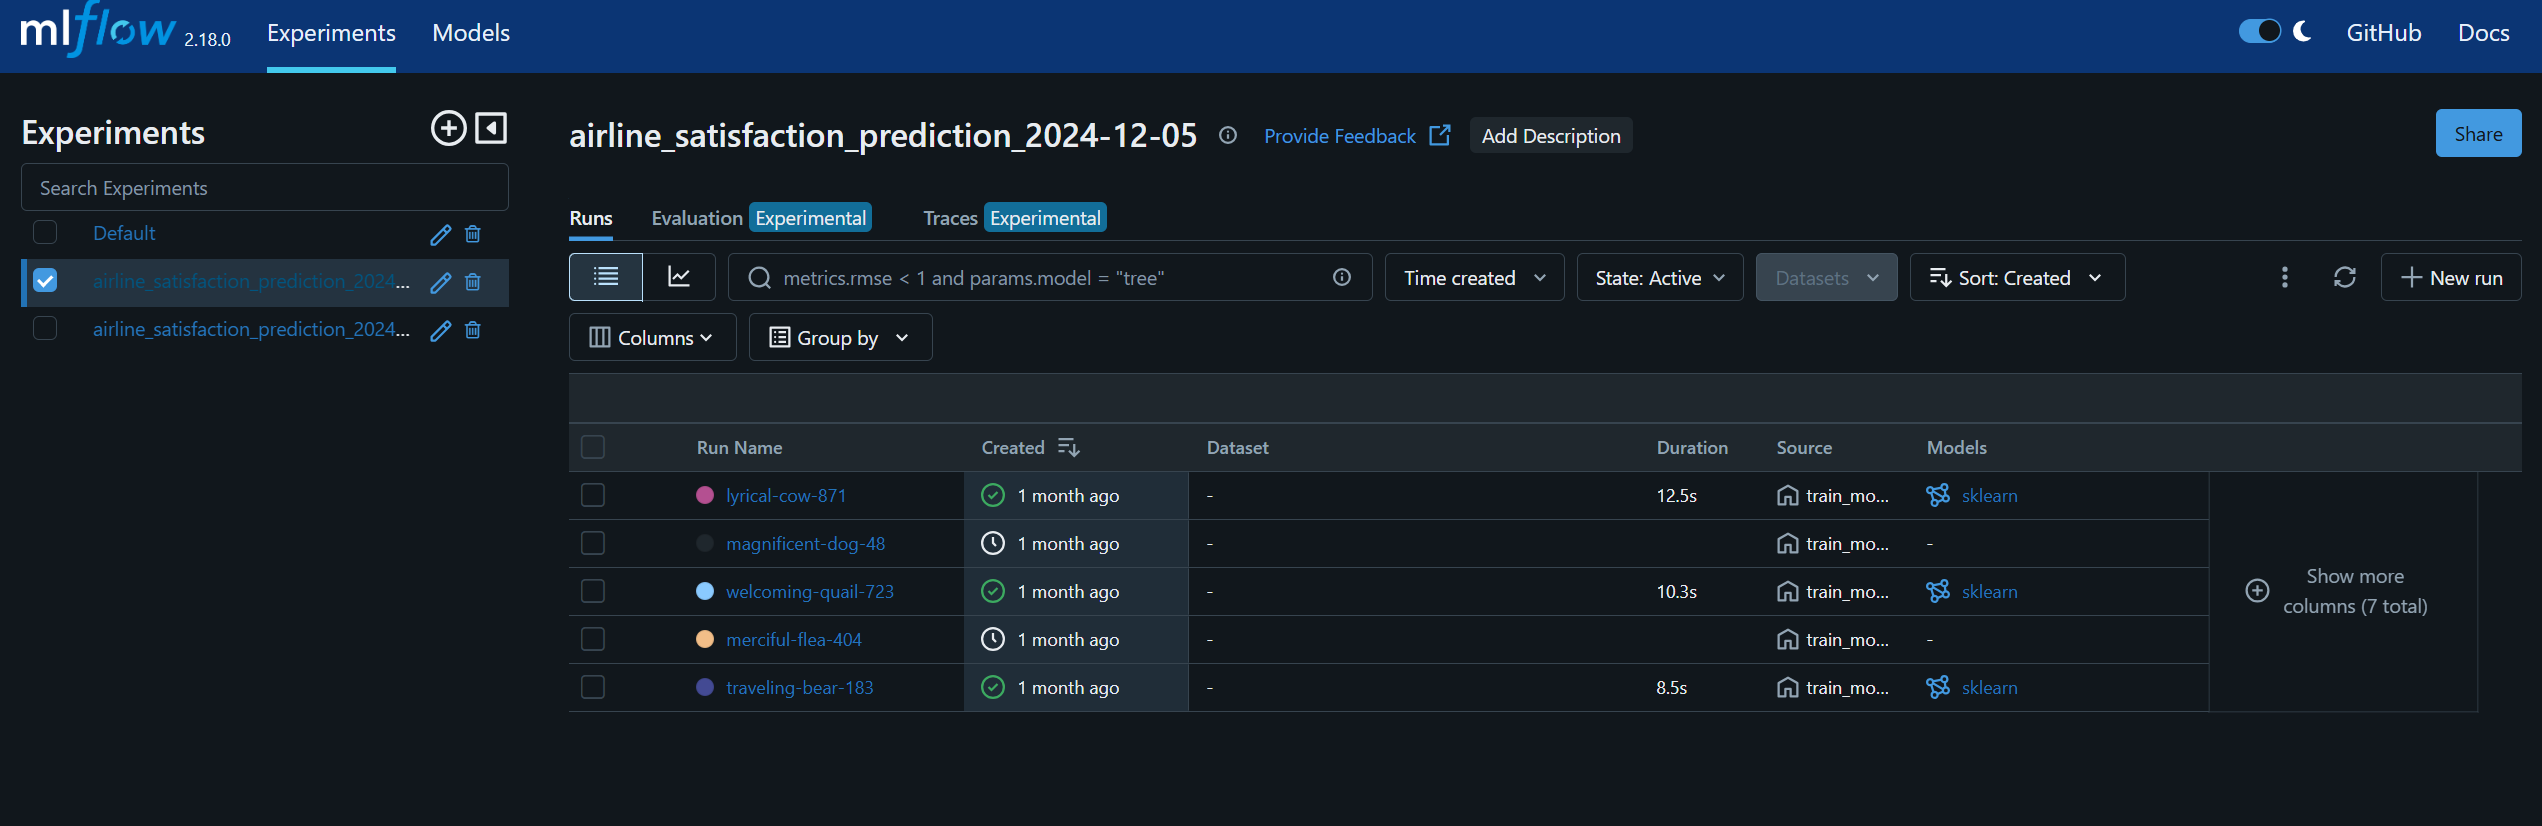 mlflow 2.18.0 Experiments Models GitHub Docs
Experiments
Search Experiments
Default
airline_satisfaction_prediction_2024...
airline_satisfaction_prediction_2024...
airline_satisfaction_prediction_2024-12-05 Provide Feedback Add Description Share
Runs Evaluation Experimental Traces Experimental
metrics.rmse < 1 and params.model = "tree" Time created State: Active Datasets Sort: Created New run
Columns Group by
Run Name Created Dataset Duration Source Models
lyrical-cow-871 1 month ago - 12.5s train_mo... sklearn
magnificent-dog-48 1 month ago - train_mo... -
welcoming-quail-723 1 month ago - 10.3s train_mo... sklearn
merciful-flea-404 1 month ago - train_mo... -
traveling-bear-183 1 month ago - 8.5s train_mo... sklearn
Show more
columns (7 total)